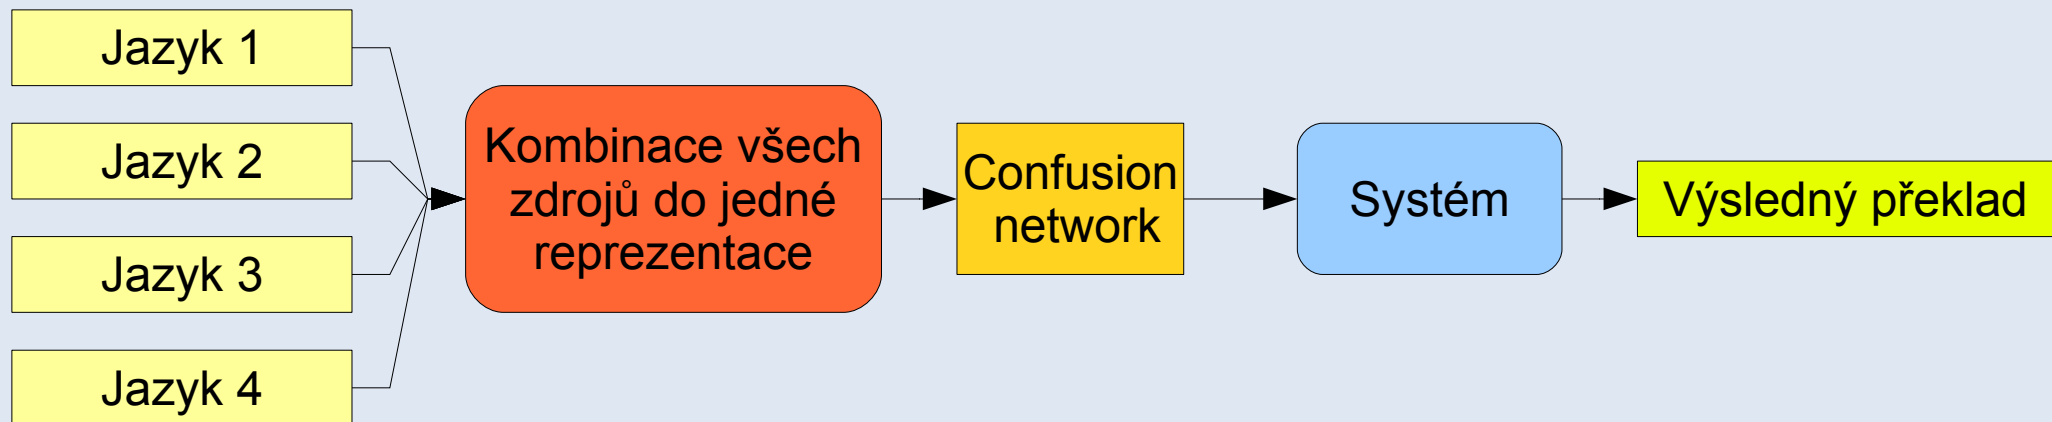 Jazyk 1
Jazyk 2
Jazyk 3
Jazyk 4
Kombinace všech
zdrojů do jedné
reprezentace
Confusion
network
Systém
Výsledný překlad